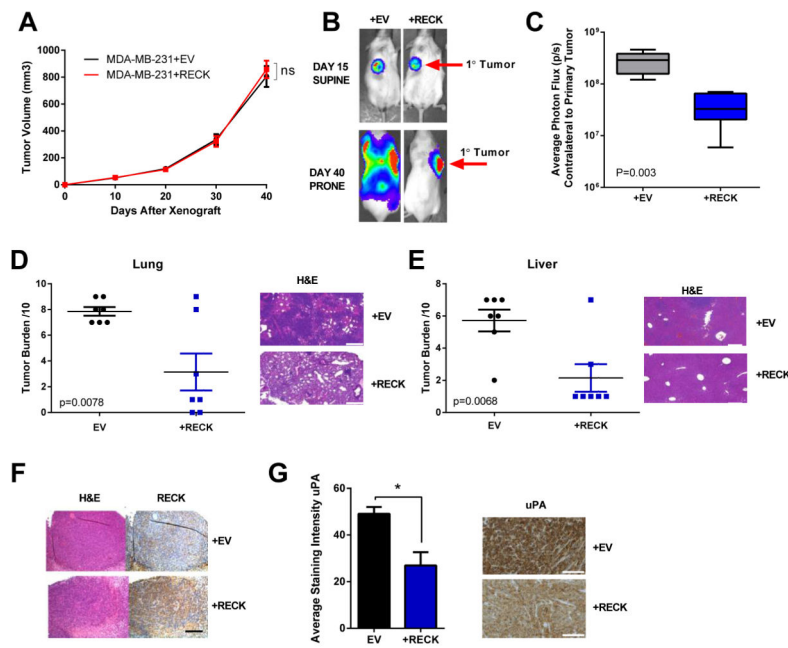 A
MDA-MB-231+EV
MDA-MB-231+RECK
ns
Tumor Volume (mm3)
1000
800
600
400
200
0
0 10 20 30 40
Days After Xenograft
B
+EV +RECK
DAY 15
SUPINE
1° Tumor
DAY 40
PRONE
1° Tumor
C
Average Photon Flux (p/s)
Contralateral to Primary Tumor
10⁹
10⁸
10⁷
10⁶
P=0.003
+EV +RECK
D
Lung
Tumor Burden /10
10
8
6
4
2
0
p=0.0078
EV +RECK
H&E
+EV
+RECK
E
Liver
Tumor Burden /10
8
6
4
2
0
p=0.0068
EV +RECK
H&E
+EV
+RECK
F
H&E RECK
+EV
+RECK
G
Average Staining Intensity uPA
60
40
20
0
*
EV +RECK
uPA
+EV
+RECK